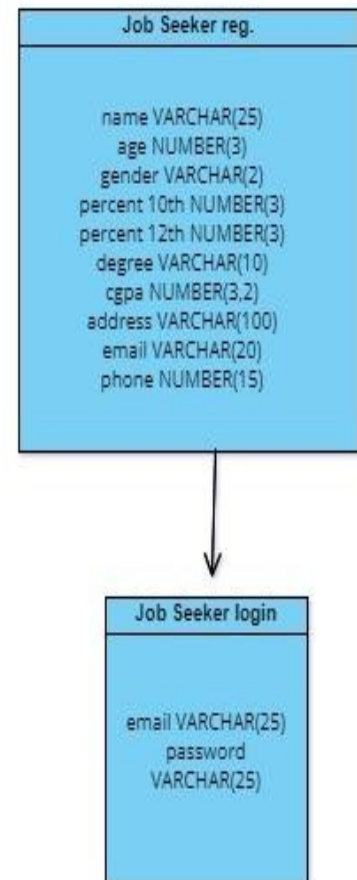 Job Seeker reg.
name VARCHAR(25)
age NUMBER(3)
gender VARCHAR(2)
percent 10th NUMBER(3)
percent 12th NUMBER(3)
degree VARCHAR(10)
cgpa NUMBER(3,2)
address VARCHAR(100)
email VARCHAR(20)
phone NUMBER(15)
Job Seeker login
email VARCHAR(25)
password
VARCHAR(25)